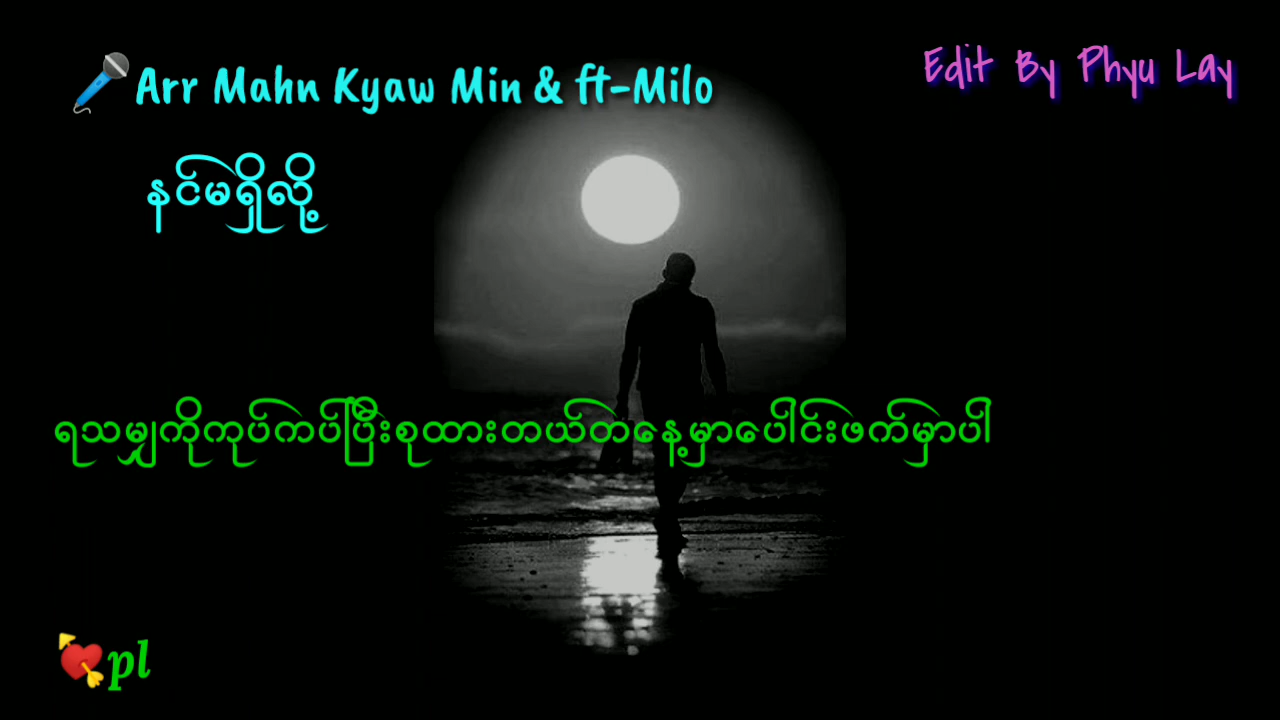 Arr Mahn Kyaw Min & ft-Milo
Edit By Phyu Lay
နင်မရှိလို့
ရသမျှကိုကုပ်ကပ်ပြီးစုထားတယ်တဲနေ့မှာပေါင်းဖက်မှာပါ
pl